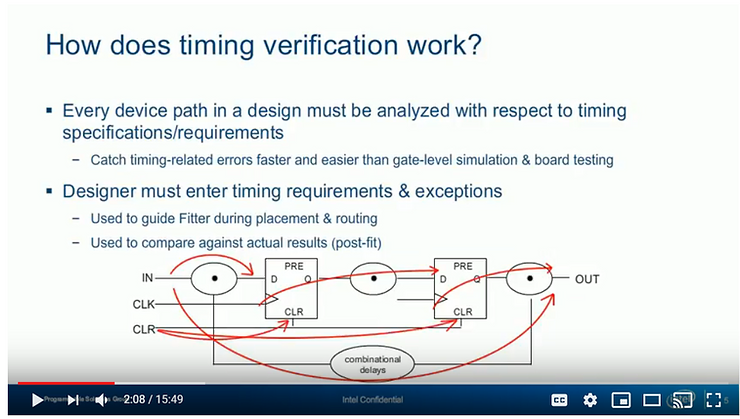 How does timing verification work?
▪ Every device path in a design must be analyzed with respect to timing
specifications/requirements
– Catch timing-related errors faster and easier than gate-level simulation & board testing
▪ Designer must enter timing requirements & exceptions
– Used to guide Fitter during placement & routing
– Used to compare against actual results (post-fit)
PRE PRE
IN D Q D Q OUT
CLK
CLR CLR
CLR
combinational
delays
2:08 / 15:49 Intel Confidential CC 5